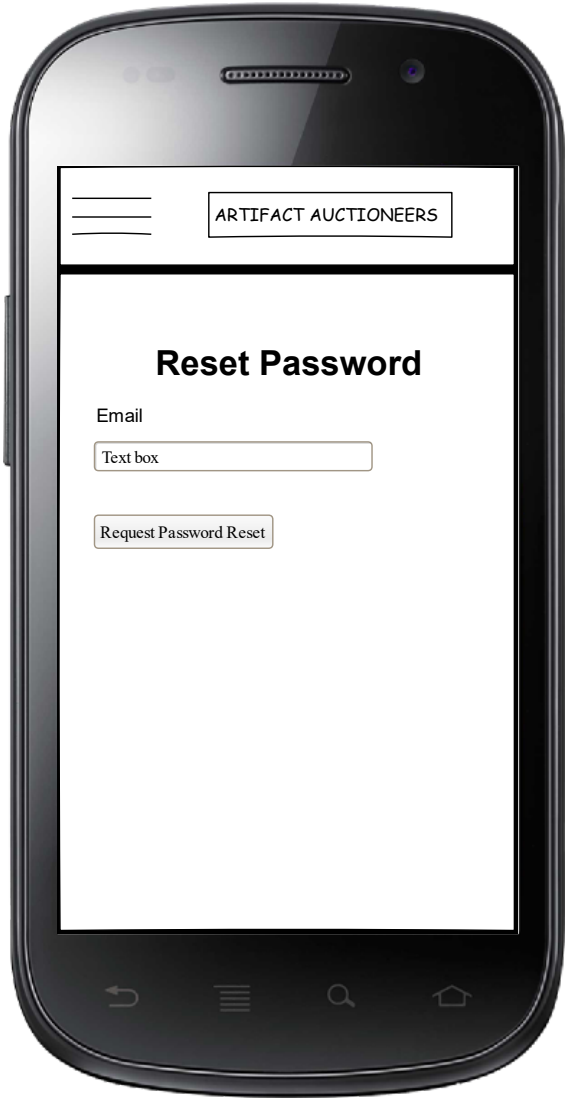 ARTIFACT AUCTIONEERS
Reset Password
Email
Text box
Request Password Reset